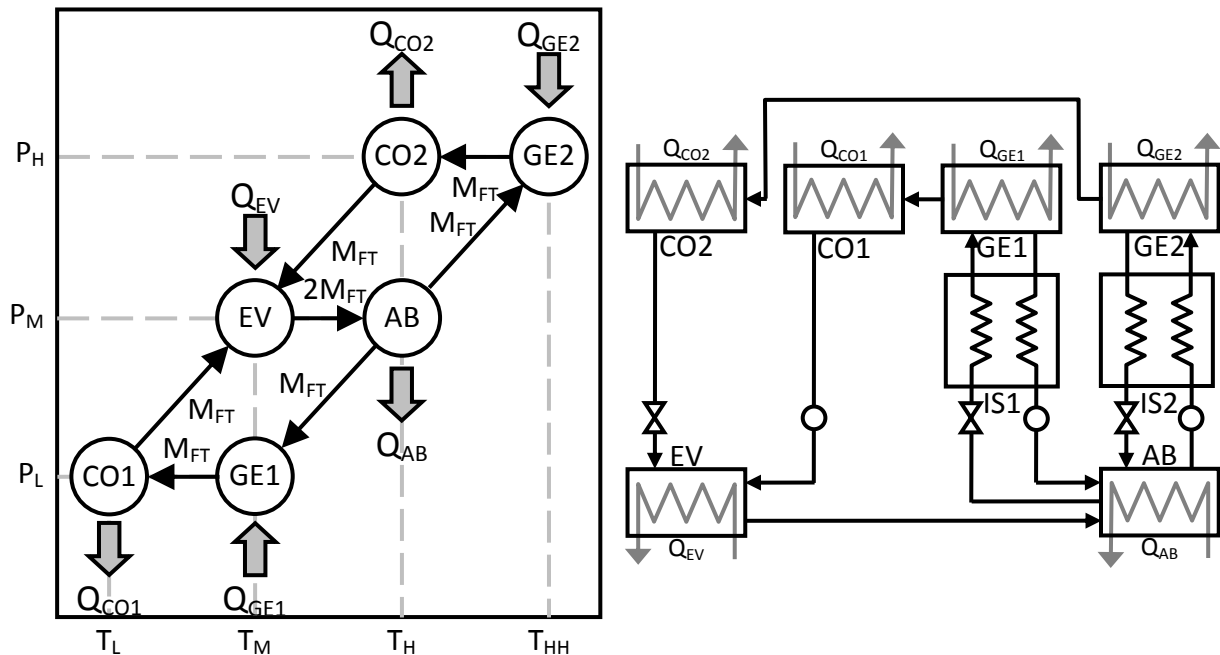 Q_CO2
Q_GE2
P_H
CO2
GE2
M_FT
M_FT
Q_EV
M_FT
2M_FT
P_M
EV
AB
M_FT
M_FT
Q_AB
M_FT
P_L
CO1
GE1
Q_CO1
Q_GE1
T_L
T_M
T_H
T_HH
Q_CO2
Q_CO1
Q_GE1
Q_GE2
CO2
CO1
GE1
GE2
IS1
IS2
EV
AB
Q_EV
Q_AB